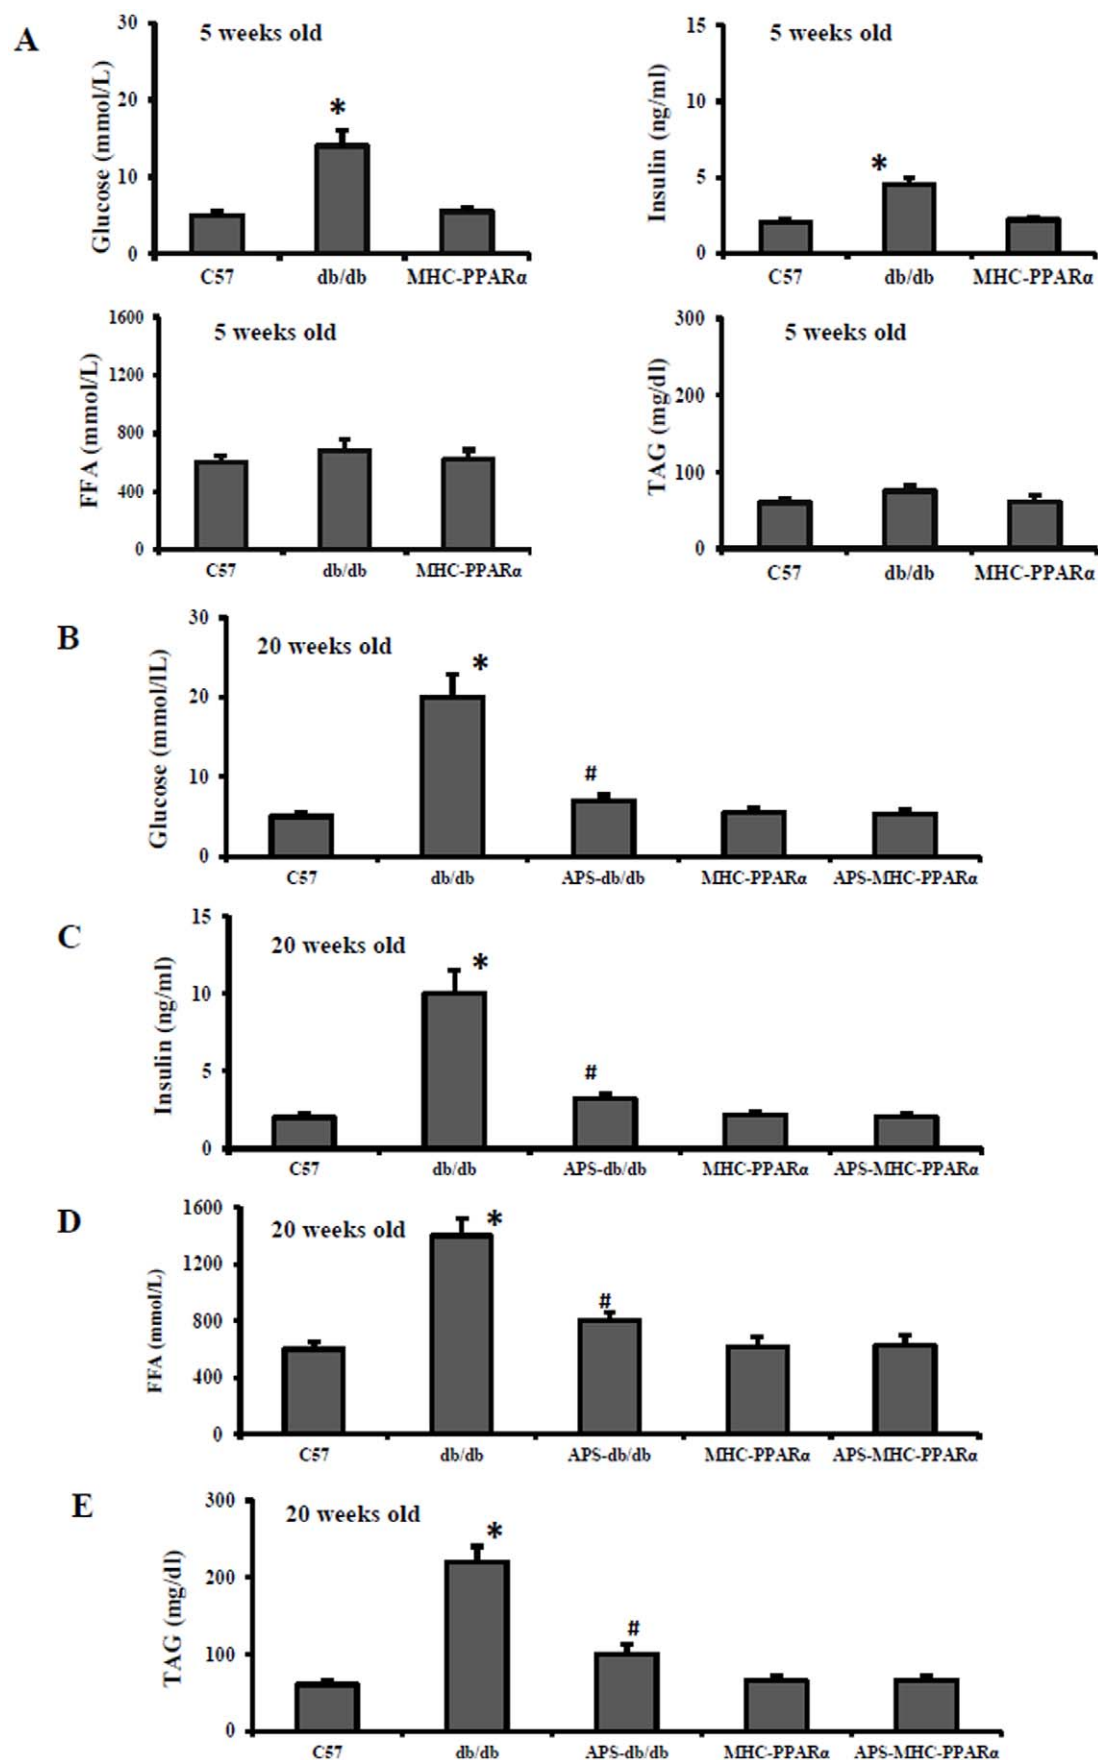 A
5 weeks old
Glucose (mmol/L)
30
20
10
0
*
C57 db/db MHC-PPARα
5 weeks old
Insulin (ng/ml)
15
10
5
0
*
C57 db/db MHC-PPARα
5 weeks old
FFA (mmol/L)
1600
1200
800
400
0
C57 db/db MHC-PPARα
5 weeks old
TAG (mg/dl)
300
200
100
0
C57 db/db MHC-PPARα
B
20 weeks old
Glucose (mmol/lL)
30
20
10
0
*
#
C57 db/db APS-db/db MHC-PPARα APS-MHC-PPARα
C
20 weeks old
Insulin (ng/ml)
15
10
5
0
*
#
C57 db/db APS-db/db MHC-PPARα APS-MHC-PPARα
D
20 weeks old
FFA (mmol/L)
1600
1200
800
400
0
*
#
C57 db/db APS-db/db MHC-PPARα APS-MHC-PPARα
E
20 weeks old
TAG (mg/dl)
300
200
100
0
*
#
C57 db/db APS-db/db MHC-PPARα APS-MHC-PPARα